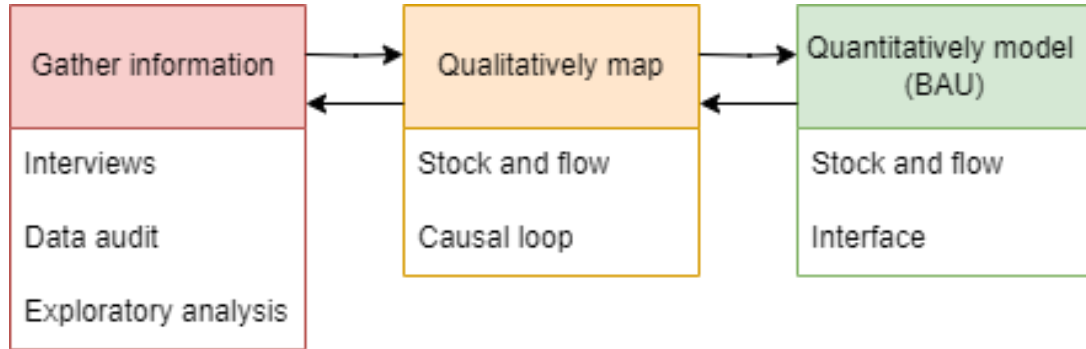 Gather information
Interviews
Data audit
Exploratory analysis
Qualitatively map
Stock and flow
Causal loop
Quantitatively model
(BAU)
Stock and flow
Interface